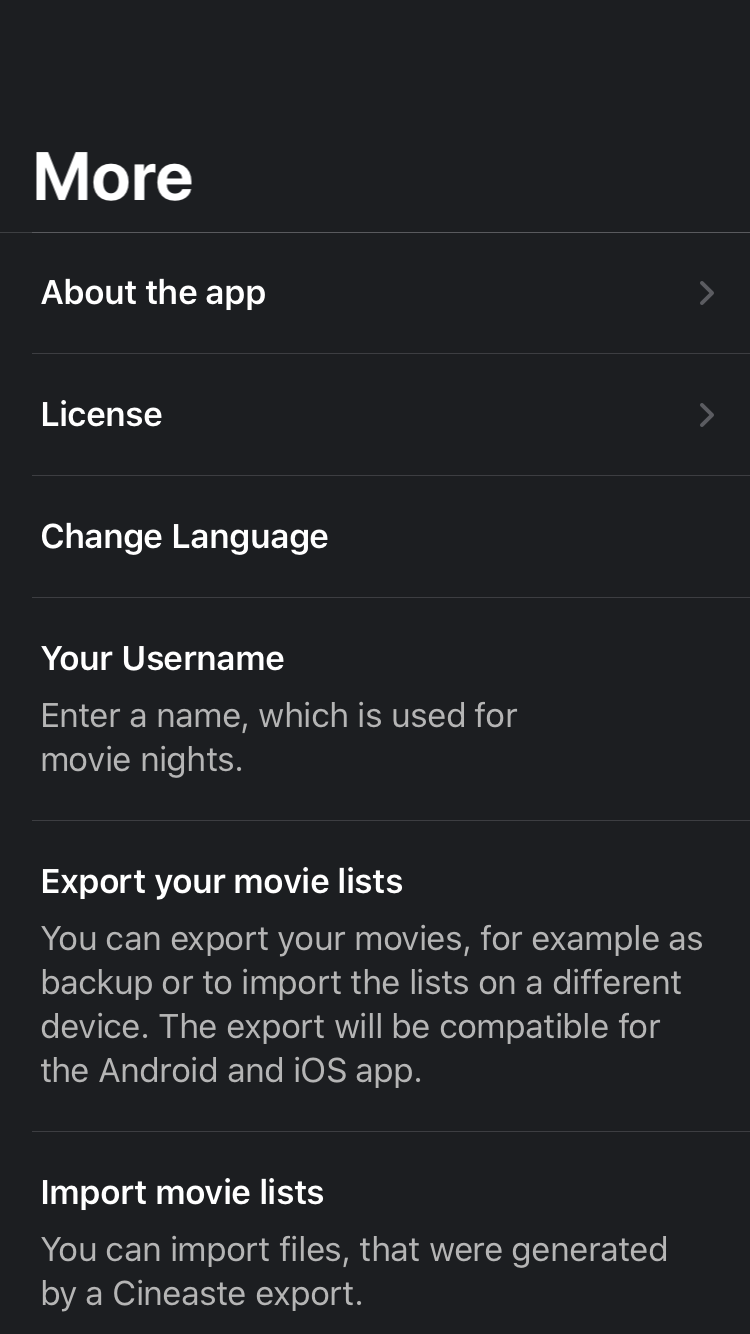 More
About the app
License
Change Language
Your Username
Enter a name, which is used for
movie nights.
Export your movie lists
You can export your movies, for example as
backup or to import the lists on a different
device. The export will be compatible for
the Android and iOS app.
Import movie lists
You can import files, that were generated
by a Cineaste export.